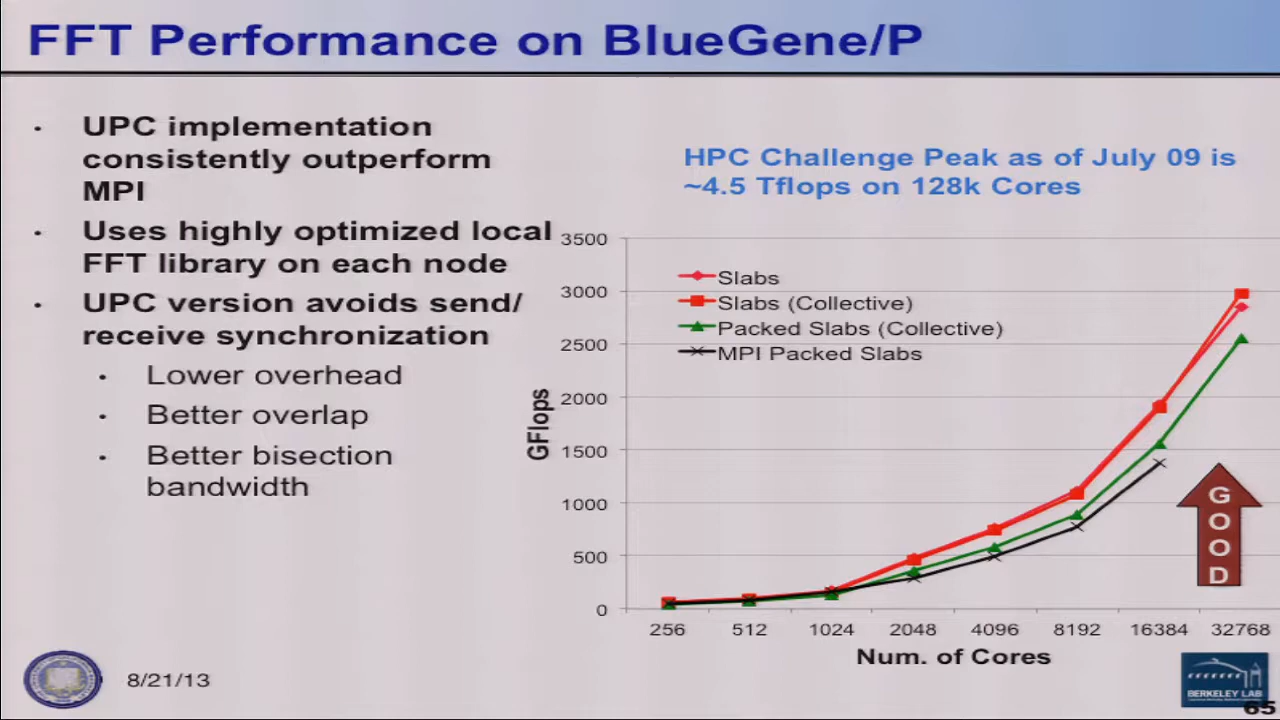 FFT Performance on BlueGene/P
UPC implementation
consistently outperform
MPI
Uses highly optimized local
FFT library on each node
UPC version avoids send/
receive synchronization
Lower overhead
Better overlap
Better bisection
bandwidth
HPC Challenge Peak as of July 09 is
~4.5 Tflops on 128k Cores
3500
3000
2500
2000
1500
1000
500
0
GFlops
Slabs
Slabs (Collective)
Packed Slabs (Collective)
MPI Packed Slabs
G
O
O
D
256 512 1024 2048 4096 8192 16384 32768
Num. of Cores
8/21/13
BERKELEY LAB
65